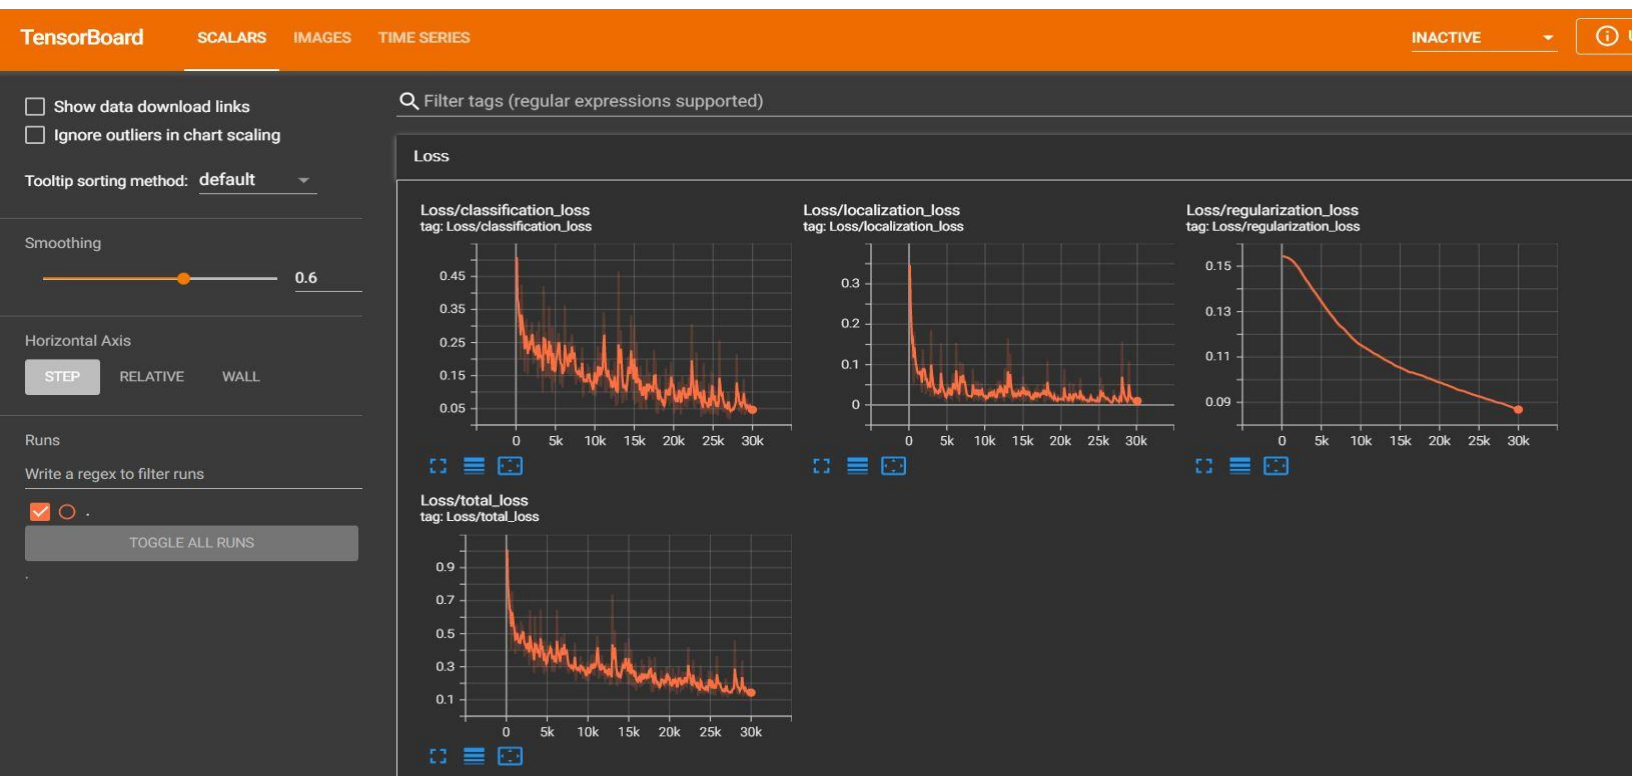 TensorBoard SCALARS IMAGES TIME SERIES INACTIVE
Show data download links
Ignore outliers in chart scaling
Tooltip sorting method: default
Smoothing
0.6
Horizontal Axis
STEP RELATIVE WALL
Runs
Write a regex to filter runs
.
TOGGLE ALL RUNS
.
Filter tags (regular expressions supported)
Loss
Loss/classification_loss
tag: Loss/classification_loss
0.45
0.35
0.25
0.15
0.05
0 5k 10k 15k 20k 25k 30k
Loss/localization_loss
tag: Loss/localization_loss
0.3
0.2
0.1
0
0 5k 10k 15k 20k 25k 30k
Loss/regularization_loss
tag: Loss/regularization_loss
0.15
0.13
0.11
0.09
0 5k 10k 15k 20k 25k 30k
Loss/total_loss
tag: Loss/total_loss
0.9
0.7
0.5
0.3
0.1
0 5k 10k 15k 20k 25k 30k